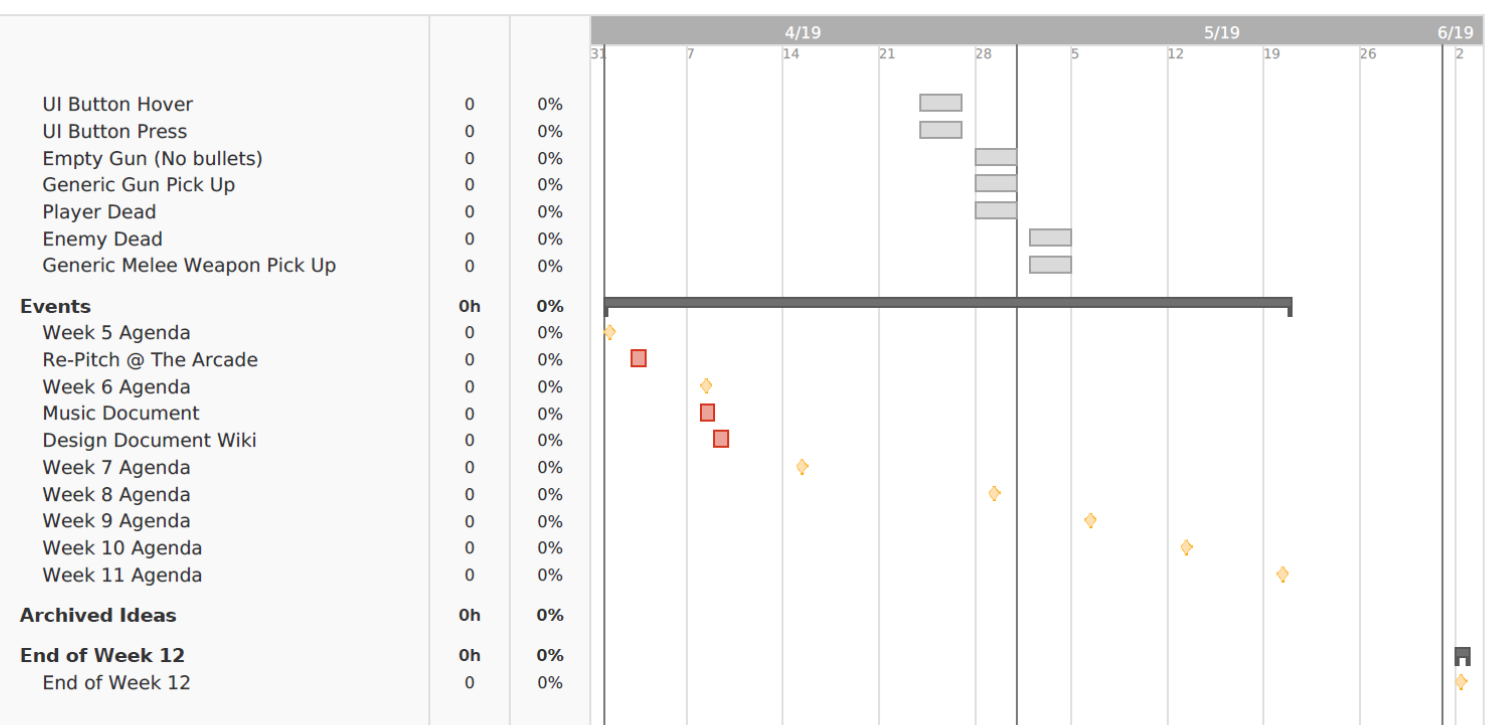 4/19 5/19 6/19
31 7 14 21 28 5 12 19 26 2
UI Button Hover 0 0%
UI Button Press 0 0%
Empty Gun (No bullets) 0 0%
Generic Gun Pick Up 0 0%
Player Dead 0 0%
Enemy Dead 0 0%
Generic Melee Weapon Pick Up 0 0%
Events 0h 0%
Week 5 Agenda 0 0%
Re-Pitch @ The Arcade 0 0%
Week 6 Agenda 0 0%
Music Document 0 0%
Design Document Wiki 0 0%
Week 7 Agenda 0 0%
Week 8 Agenda 0 0%
Week 9 Agenda 0 0%
Week 10 Agenda 0 0%
Week 11 Agenda 0 0%
Archived Ideas 0h 0%
End of Week 12 0h 0%
End of Week 12 0 0%